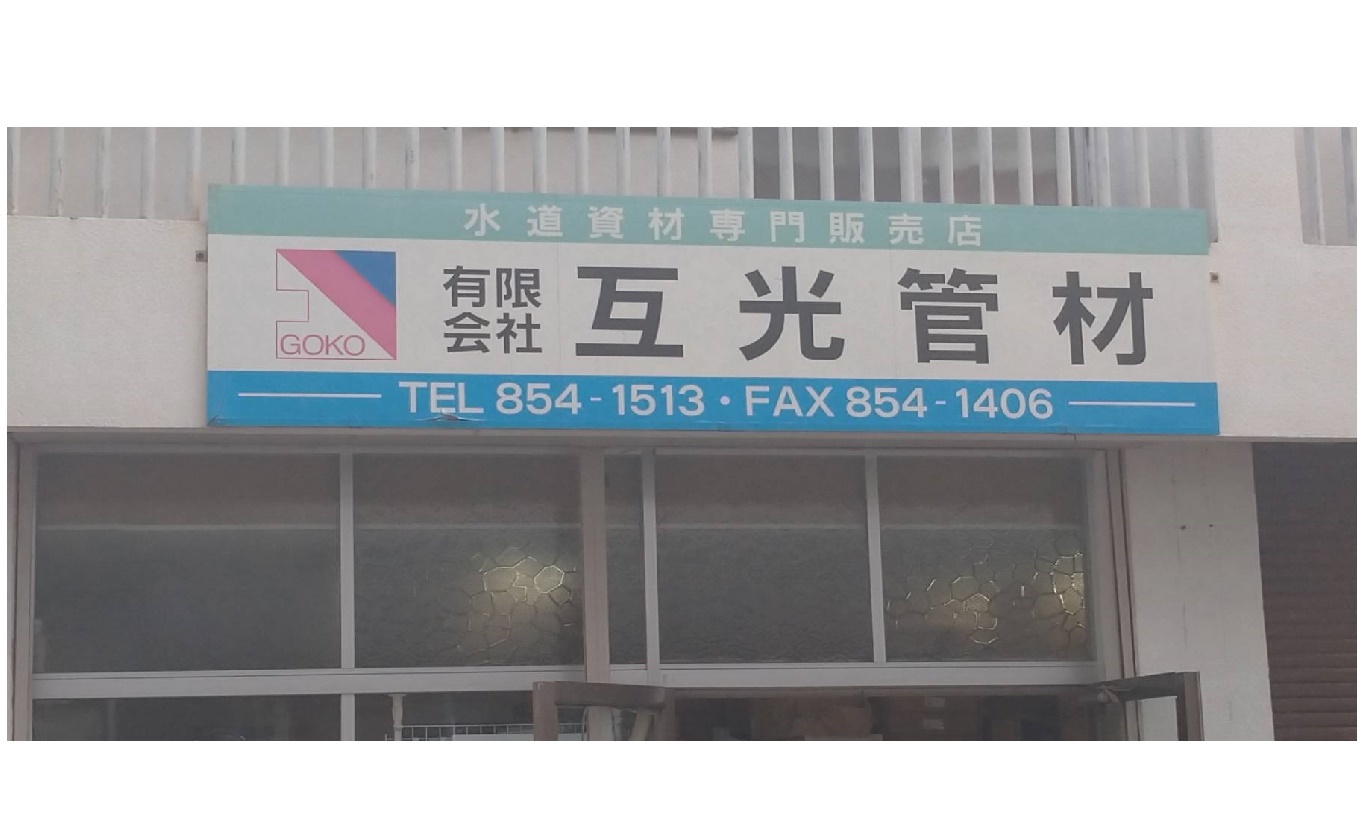 水道資材専門販売店
GOKO
有限
会社
互光管材
TEL 854-1513・FAX 854-1406